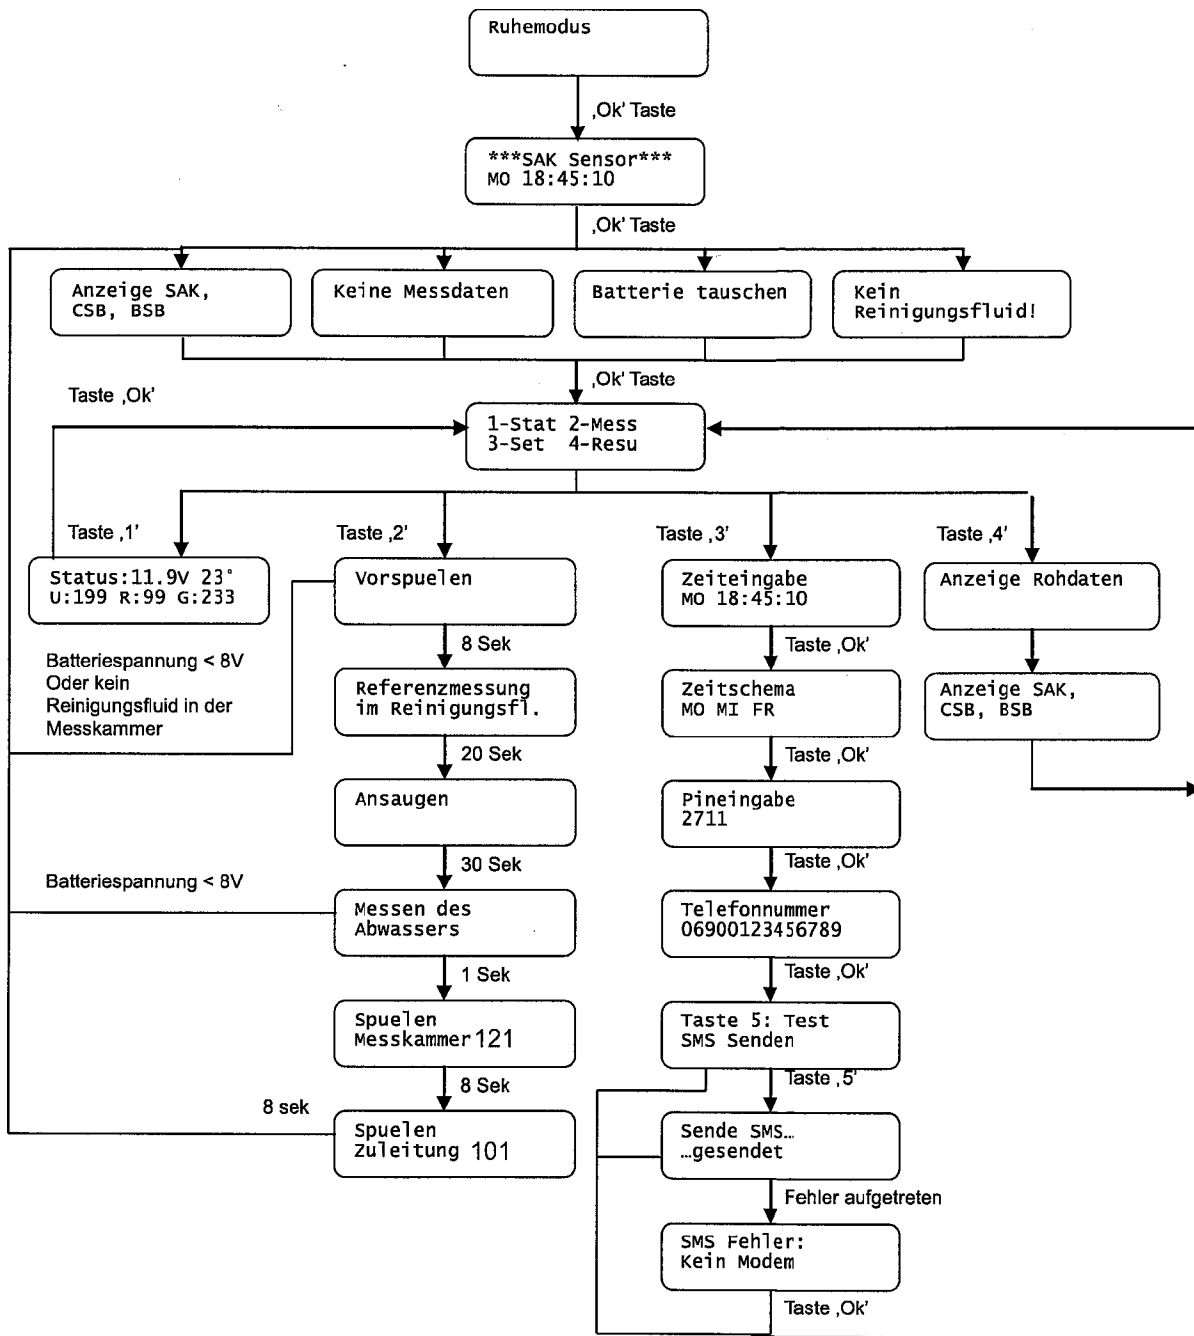 Ruhemodus
‚Ok’ Taste
***SAK Sensor***
MO 18:45:10
‚Ok’ Taste
Anzeige SAK,
CSB, BSB
Keine Messdaten
Batterie tauschen
Kein
Reinigungsfluid!
Taste ‚Ok’
‚Ok’ Taste
1-Stat 2-Mess
3-Set 4-Resu
Taste ‚1’
Taste ‚2’
Taste ‚3’
Taste ‚4’
Status:11.9V 23°
U:199 R:99 G:233
Vorspuelen
Zeiteingabe
MO 18:45:10
Anzeige Rohdaten
8 Sek
Taste ‚Ok’
Batteriespannung < 8V
Oder kein
Reinigungsfluid in der
Messkammer
Referenzmessung
im Reinigungsfl.
Zeitschema
MO MI FR
Anzeige SAK,
CSB, BSB
20 Sek
Taste ‚Ok’
Ansaugen
Pineingabe
2711
30 Sek
Taste ‚Ok’
Batteriespannung < 8V
Messen des
Abwassers
Telefonnummer
06900123456789
1 Sek
Taste ‚Ok’
Spuelen
Messkammer 121
Taste 5: Test
SMS Senden
8 Sek
Taste ‚5’
8 sek
Spuelen
Zuleitung 101
Sende SMS…
…gesendet
Fehler aufgetreten
SMS Fehler:
Kein Modem
Taste ‚Ok’